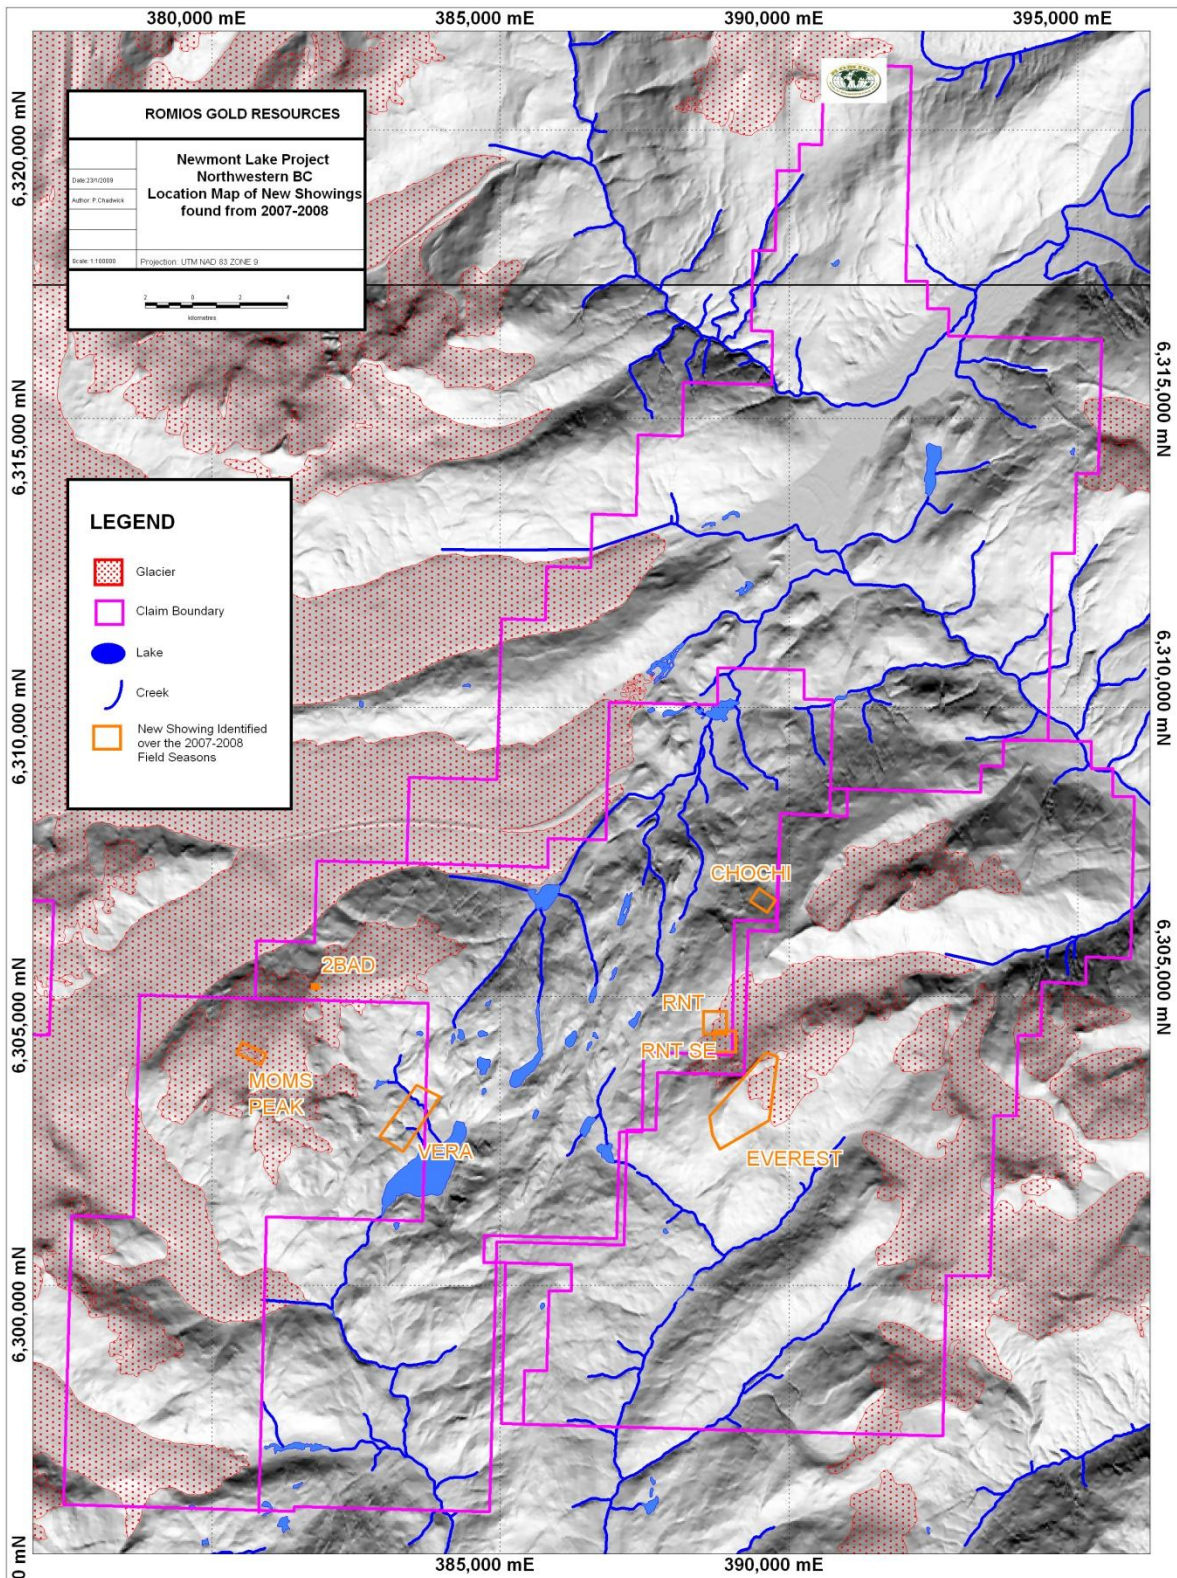 380,000 mE
385,000 mE
390,000 mE
395,000 mE
6,320,000 mN
6,315,000 mN
6,310,000 mN
6,305,000 mN
6,300,000 mN
0 mN
ROMIOS GOLD RESOURCES
Newmont Lake Project
Northwestern BC
Location Map of New Showings
found from 2007-2008
Date:23/1/2009
Author: P.Chadwick
Scale: 1:100000
Projection: UTM NAD 83 ZONE 9
2
0
2
4
kilometres
LEGEND
Glacier
Claim Boundary
Lake
Creek
New Showing Identified
over the 2007-2008
Field Seasons
CHOCHI
2BAD
RNT
RNT SE
MOMS
PEAK
VERA
EVEREST
6,315,000 mN
6,310,000 mN
6,305,000 mN
385,000 mE
390,000 mE